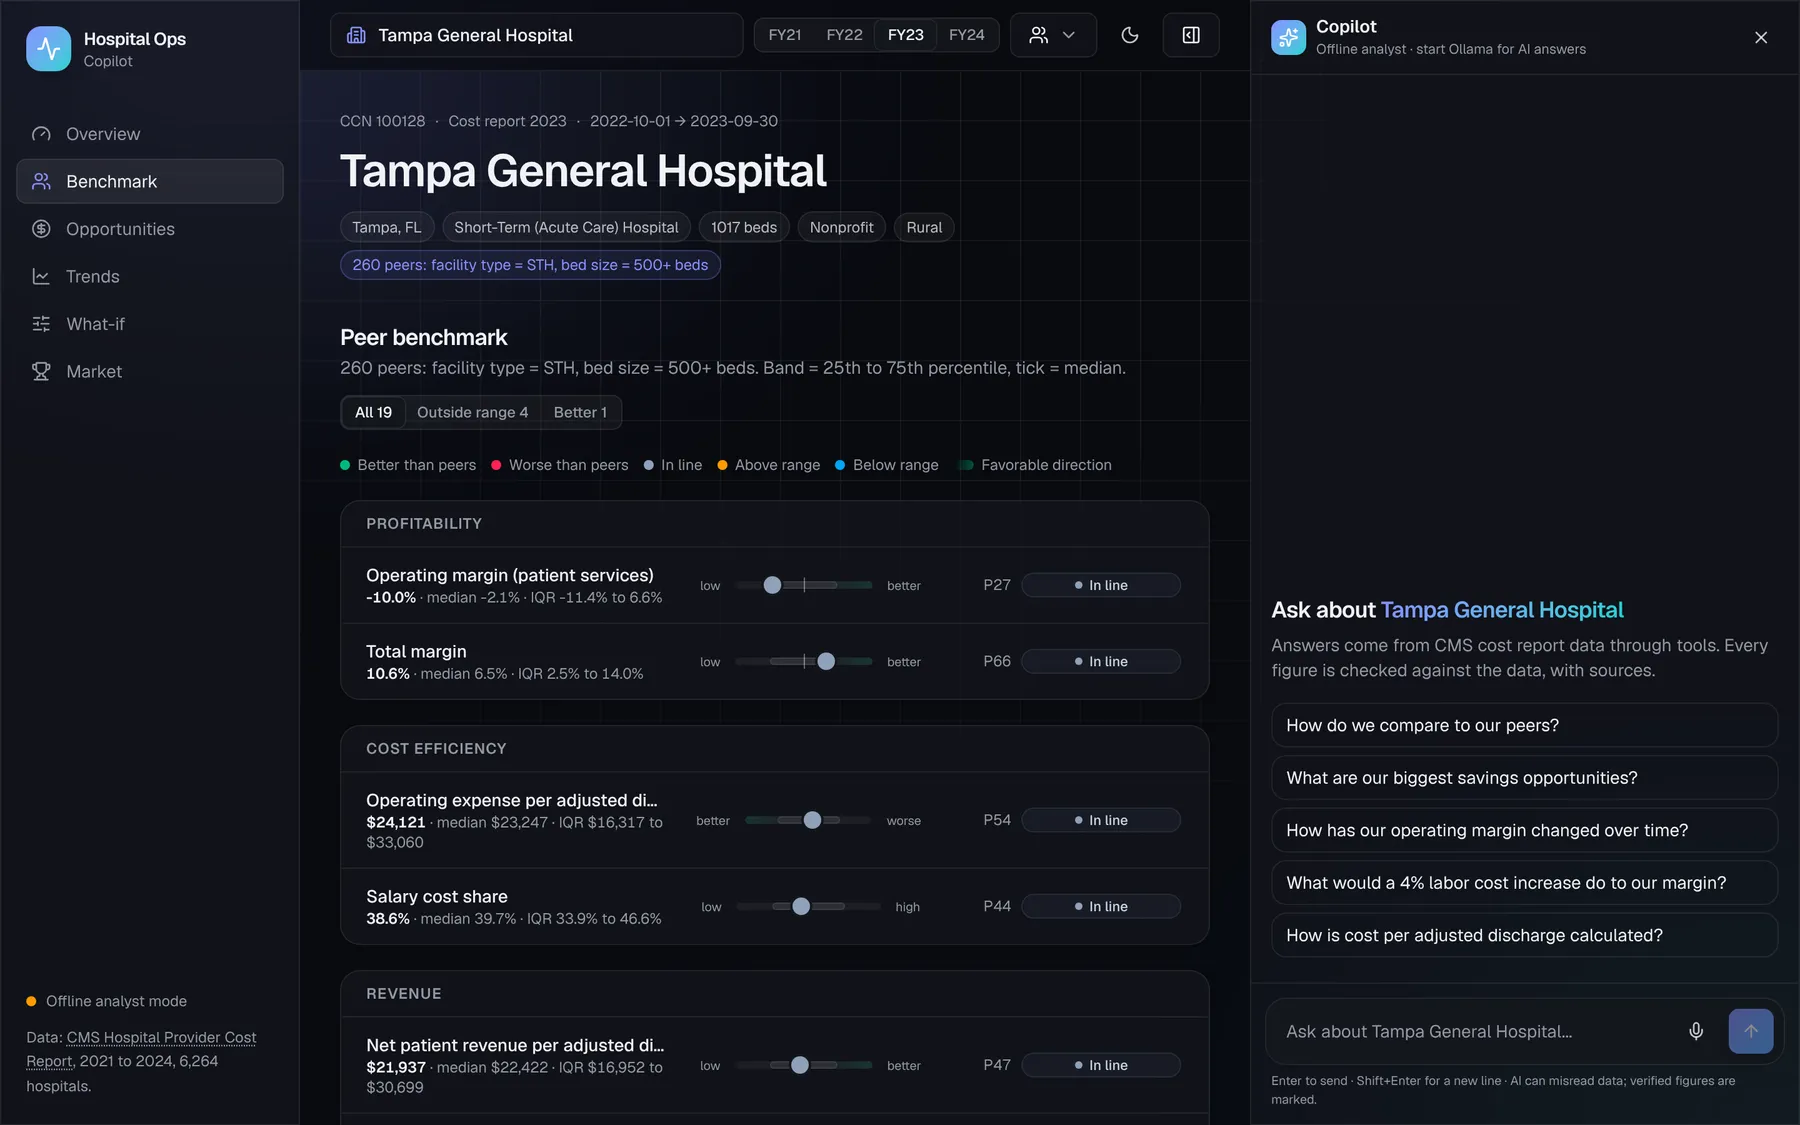 Hospital Ops
Copilot
Overview
Benchmark
Opportunities
Trends
What-if
Market
Offline analyst mode
Data: CMS Hospital Provider Cost
Report, 2021 to 2024, 6,264
hospitals.
Tampa General Hospital
FY21 FY22 FY23 FY24
CCN 100128 · Cost report 2023 · 2022-10-01 → 2023-09-30
Tampa General Hospital
Tampa, FL Short-Term (Acute Care) Hospital 1017 beds Nonprofit Rural
260 peers: facility type = STH, bed size = 500+ beds
Peer benchmark
260 peers: facility type = STH, bed size = 500+ beds. Band = 25th to 75th percentile, tick = median.
All 19 Outside range 4 Better 1
Better than peers Worse than peers In line Above range Below range Favorable direction
PROFITABILITY
Operating margin (patient services)
-10.0% · median -2.1% · IQR -11.4% to 6.6%
low better P27 In line
Total margin
10.6% · median 6.5% · IQR 2.5% to 14.0%
low better P66 In line
COST EFFICIENCY
Operating expense per adjusted di...
$24,121 · median $23,247 · IQR $16,317 to
$33,060
better worse P54 In line
Salary cost share
38.6% · median 39.7% · IQR 33.9% to 46.6%
low high P44 In line
REVENUE
Net patient revenue per adjusted di...
$21,937 · median $22,422 · IQR $16,952 to
$30,699
low better P47 In line
Copilot
Offline analyst · start Ollama for AI answers
Ask about Tampa General Hospital
Answers come from CMS cost report data through tools. Every
figure is checked against the data, with sources.
How do we compare to our peers?
What are our biggest savings opportunities?
How has our operating margin changed over time?
What would a 4% labor cost increase do to our margin?
How is cost per adjusted discharge calculated?
Ask about Tampa General Hospital...
Enter to send · Shift+Enter for a new line · AI can misread data; verified figures are
marked.